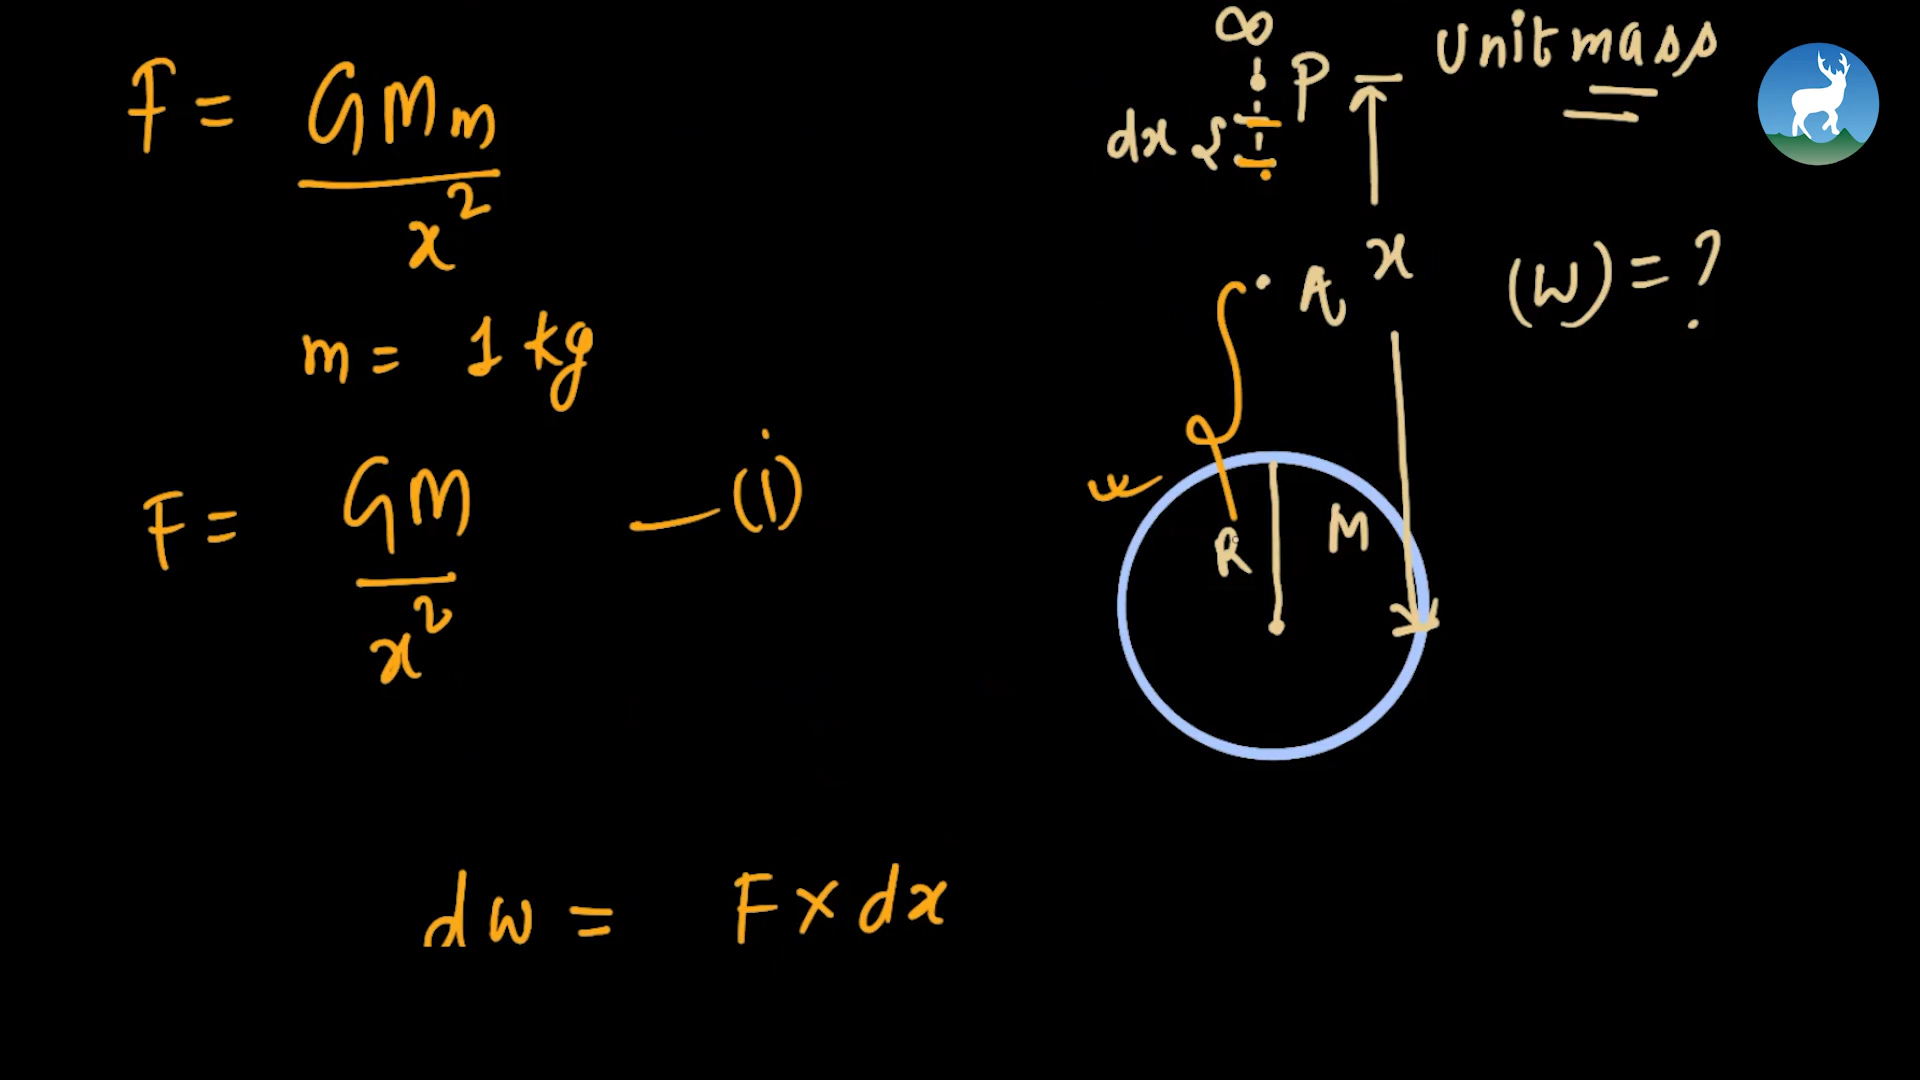 F = GMm / x²
m = 1 kg
F = GM / x² — (i)
dw = F × dx
∞
P
Unit mass
dx
x
A
(W) = ?
R
M